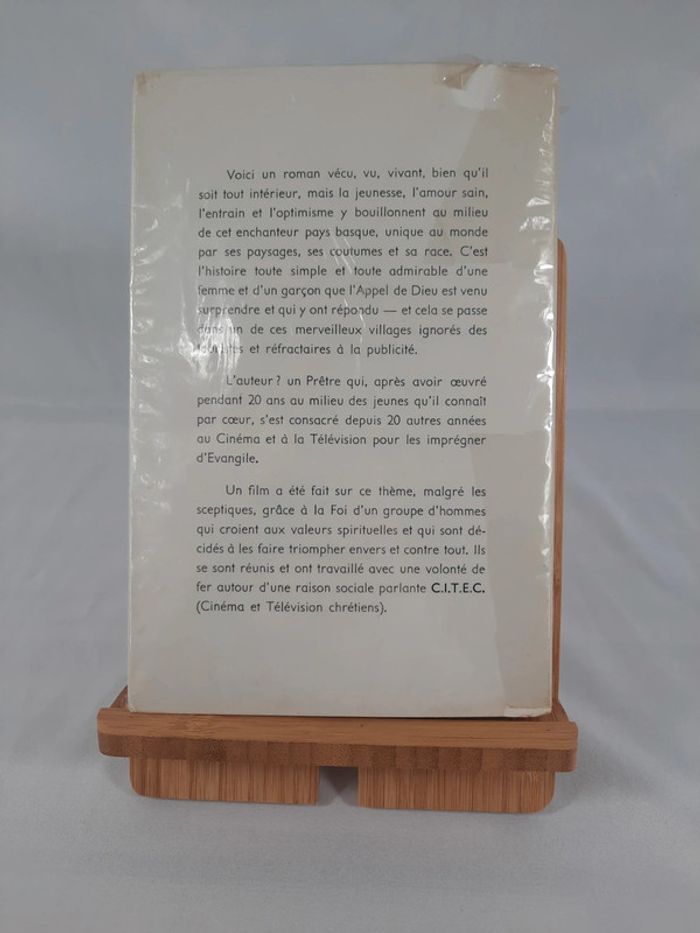 Voici un roman vécu, vu, vivant, bien qu'il
soit tout intérieur, mais la jeunesse, l'amour sain,
l'entrain et l'optimisme y bouillonnent au milieu
de cet enchanteur pays basque, unique au monde
par ses paysages, ses coutumes et sa race. C'est
l'histoire toute simple et toute admirable d'une
femme et d'un garçon que l'Appel de Dieu est venu
surprendre et qui y ont répondu — et cela se passe
dans un de ces merveilleux villages ignorés des
touristes et réfractaires à la publicité.
L'auteur ? un Prêtre qui, après avoir œuvré
pendant 20 ans au milieu des jeunes qu'il connaît
par cœur, s'est consacré depuis 20 autres années
au Cinéma et à la Télévision pour les imprégner
d'Evangile.
Un film a été fait sur ce thème, malgré les
sceptiques, grâce à la Foi d'un groupe d'hommes
qui croient aux valeurs spirituelles et qui sont dé-
cidés à les faire triompher envers et contre tout. Ils
se sont réunis et ont travaillé avec une volonté de
fer autour d'une raison sociale parlante C.I.T.E.C.
(Cinéma et Télévision chrétiens).